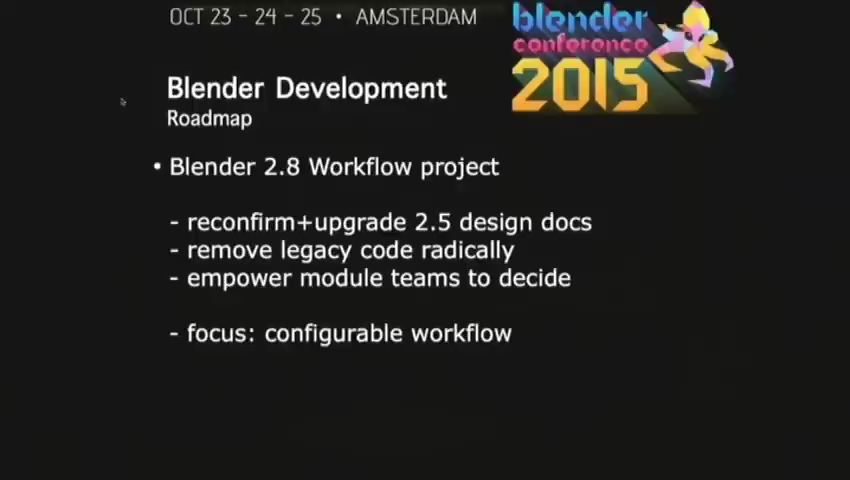 OCT 23 - 24 - 25 • AMSTERDAM
blender
conference
2015
Blender Development
Roadmap
• Blender 2.8 Workflow project
- reconfirm+upgrade 2.5 design docs
- remove legacy code radically
- empower module teams to decide
- focus: configurable workflow